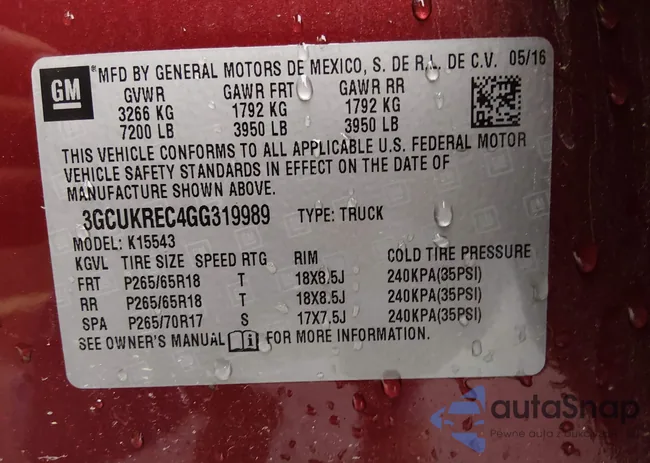 GM
MFD BY GENERAL MOTORS DE MEXICO, S. DE R.L. DE C.V. 05/16
GVWR GAWR FRT GAWR RR
3266 KG 1792 KG 1792 KG
7200 LB 3950 LB 3950 LB
THIS VEHICLE CONFORMS TO ALL APPLICABLE U.S. FEDERAL MOTOR
VEHICLE SAFETY STANDARDS IN EFFECT ON THE DATE OF
MANUFACTURE SHOWN ABOVE.
3GCUKREC4GG319989 TYPE: TRUCK
MODEL: K15543
KGVL TIRE SIZE SPEED RTG RIM COLD TIRE PRESSURE
FRT P265/65R18 T 18X8.5J 240KPA(35PSI)
RR P265/65R18 T 18X8.5J 240KPA(35PSI)
SPA P265/70R17 S 17X7.5J 240KPA(35PSI)
SEE OWNER'S MANUAL FOR MORE INFORMATION.
autaSnap
Pewne auta z aukcji